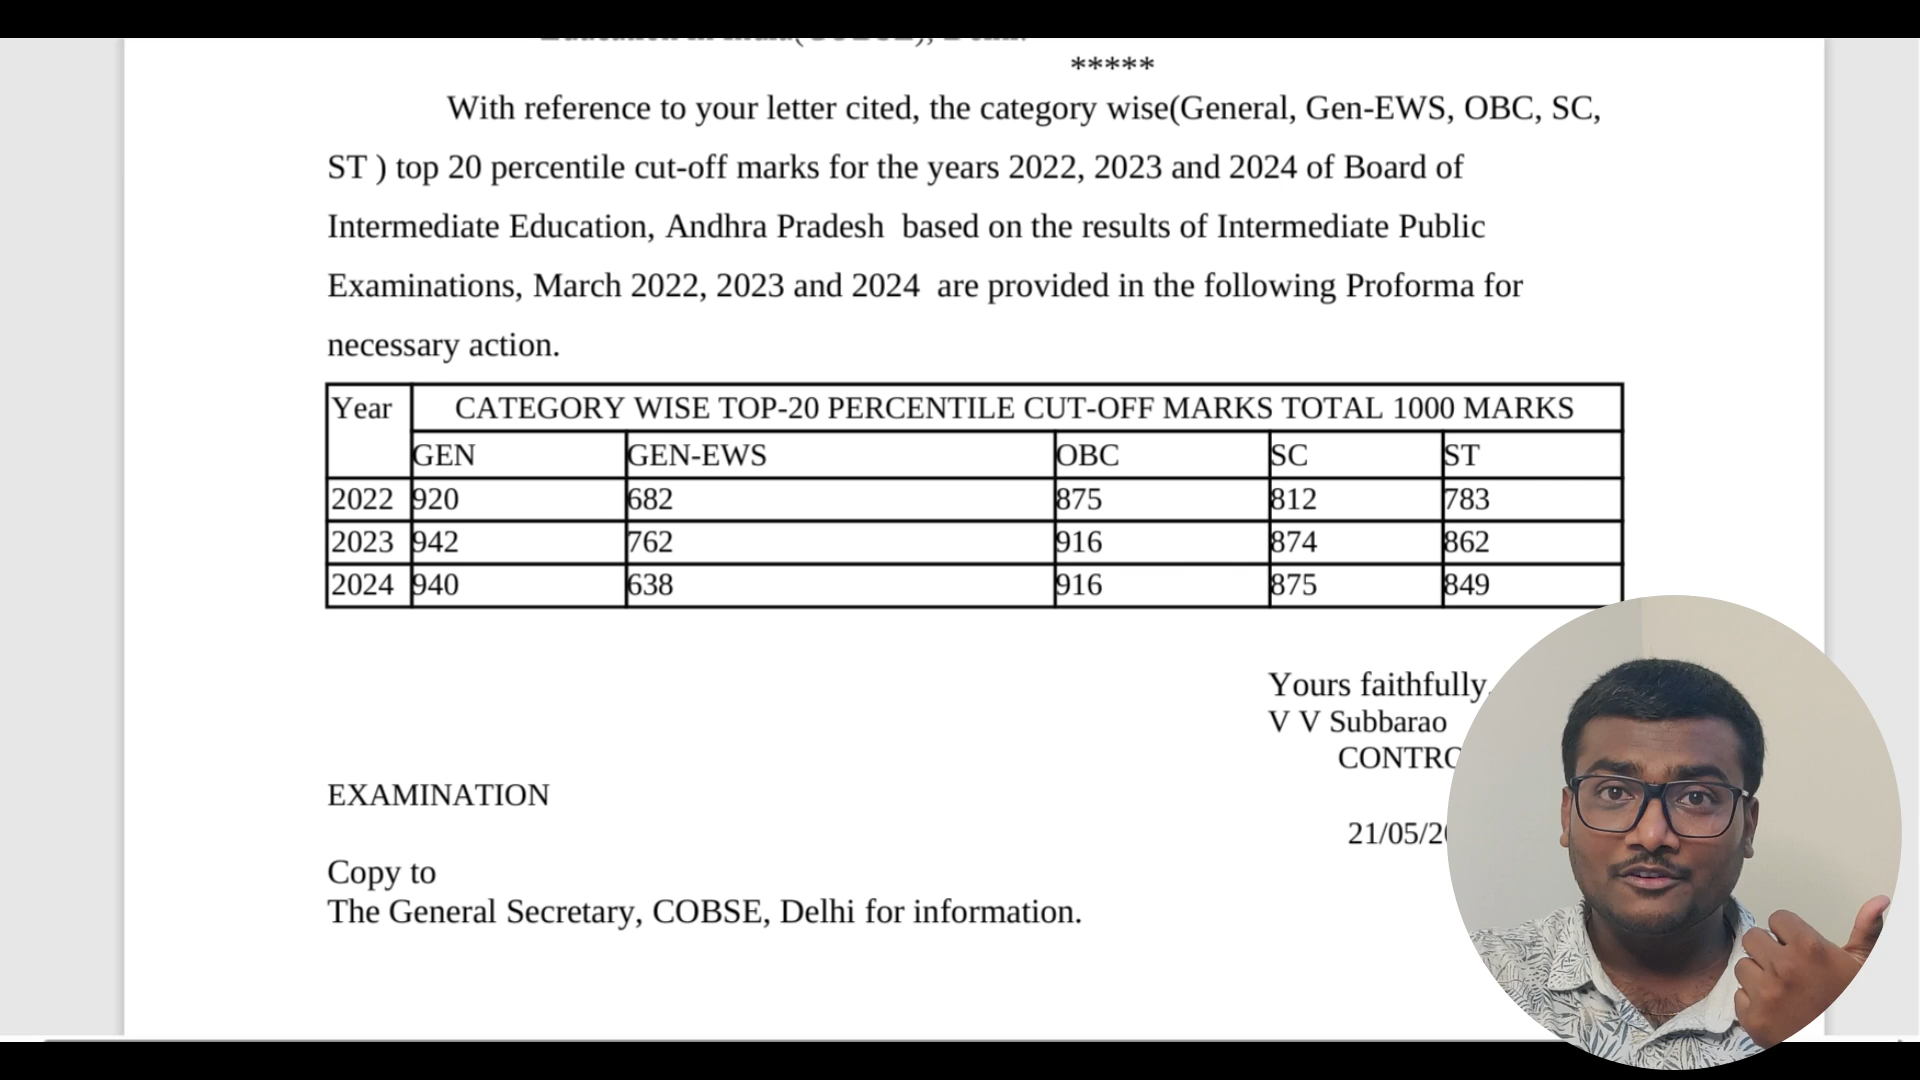 *****
With reference to your letter cited, the category wise(General, Gen-EWS, OBC, SC,
ST ) top 20 percentile cut-off marks for the years 2022, 2023 and 2024 of Board of
Intermediate Education, Andhra Pradesh  based on the results of Intermediate Public
Examinations, March 2022, 2023 and 2024  are provided in the following Proforma for
necessary action.
Year CATEGORY WISE TOP-20 PERCENTILE CUT-OFF MARKS TOTAL 1000 MARKS
GEN GEN-EWS OBC SC ST
2022 920 682 875 812 783
2023 942 762 916 874 862
2024 940 638 916 875 849
Yours faithfully,
V V Subbarao
EXAMINATION
Copy to
The General Secretary, COBSE, Delhi for information.